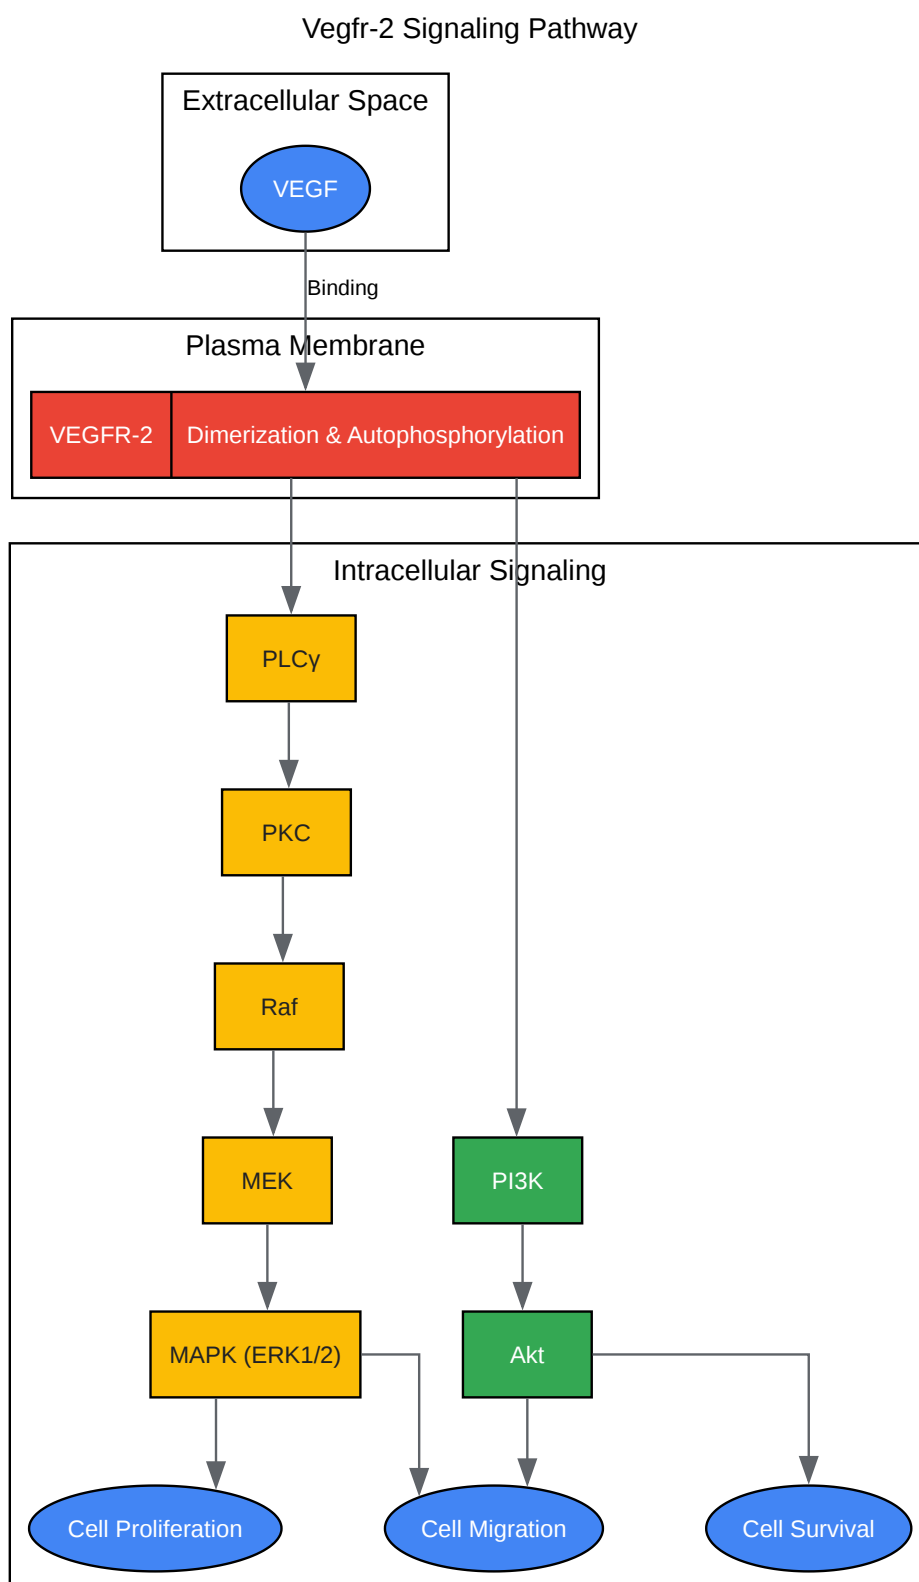 Vegfr-2 Signaling Pathway
Extracellular Space
VEGF
Binding
Plasma Membrane
VEGFR-2
Dimerization & Autophosphorylation
Intracellular Signaling
PLCγ
PKC
Raf
MEK
PI3K
MAPK (ERK1/2)
Akt
Cell Proliferation
Cell Migration
Cell Survival